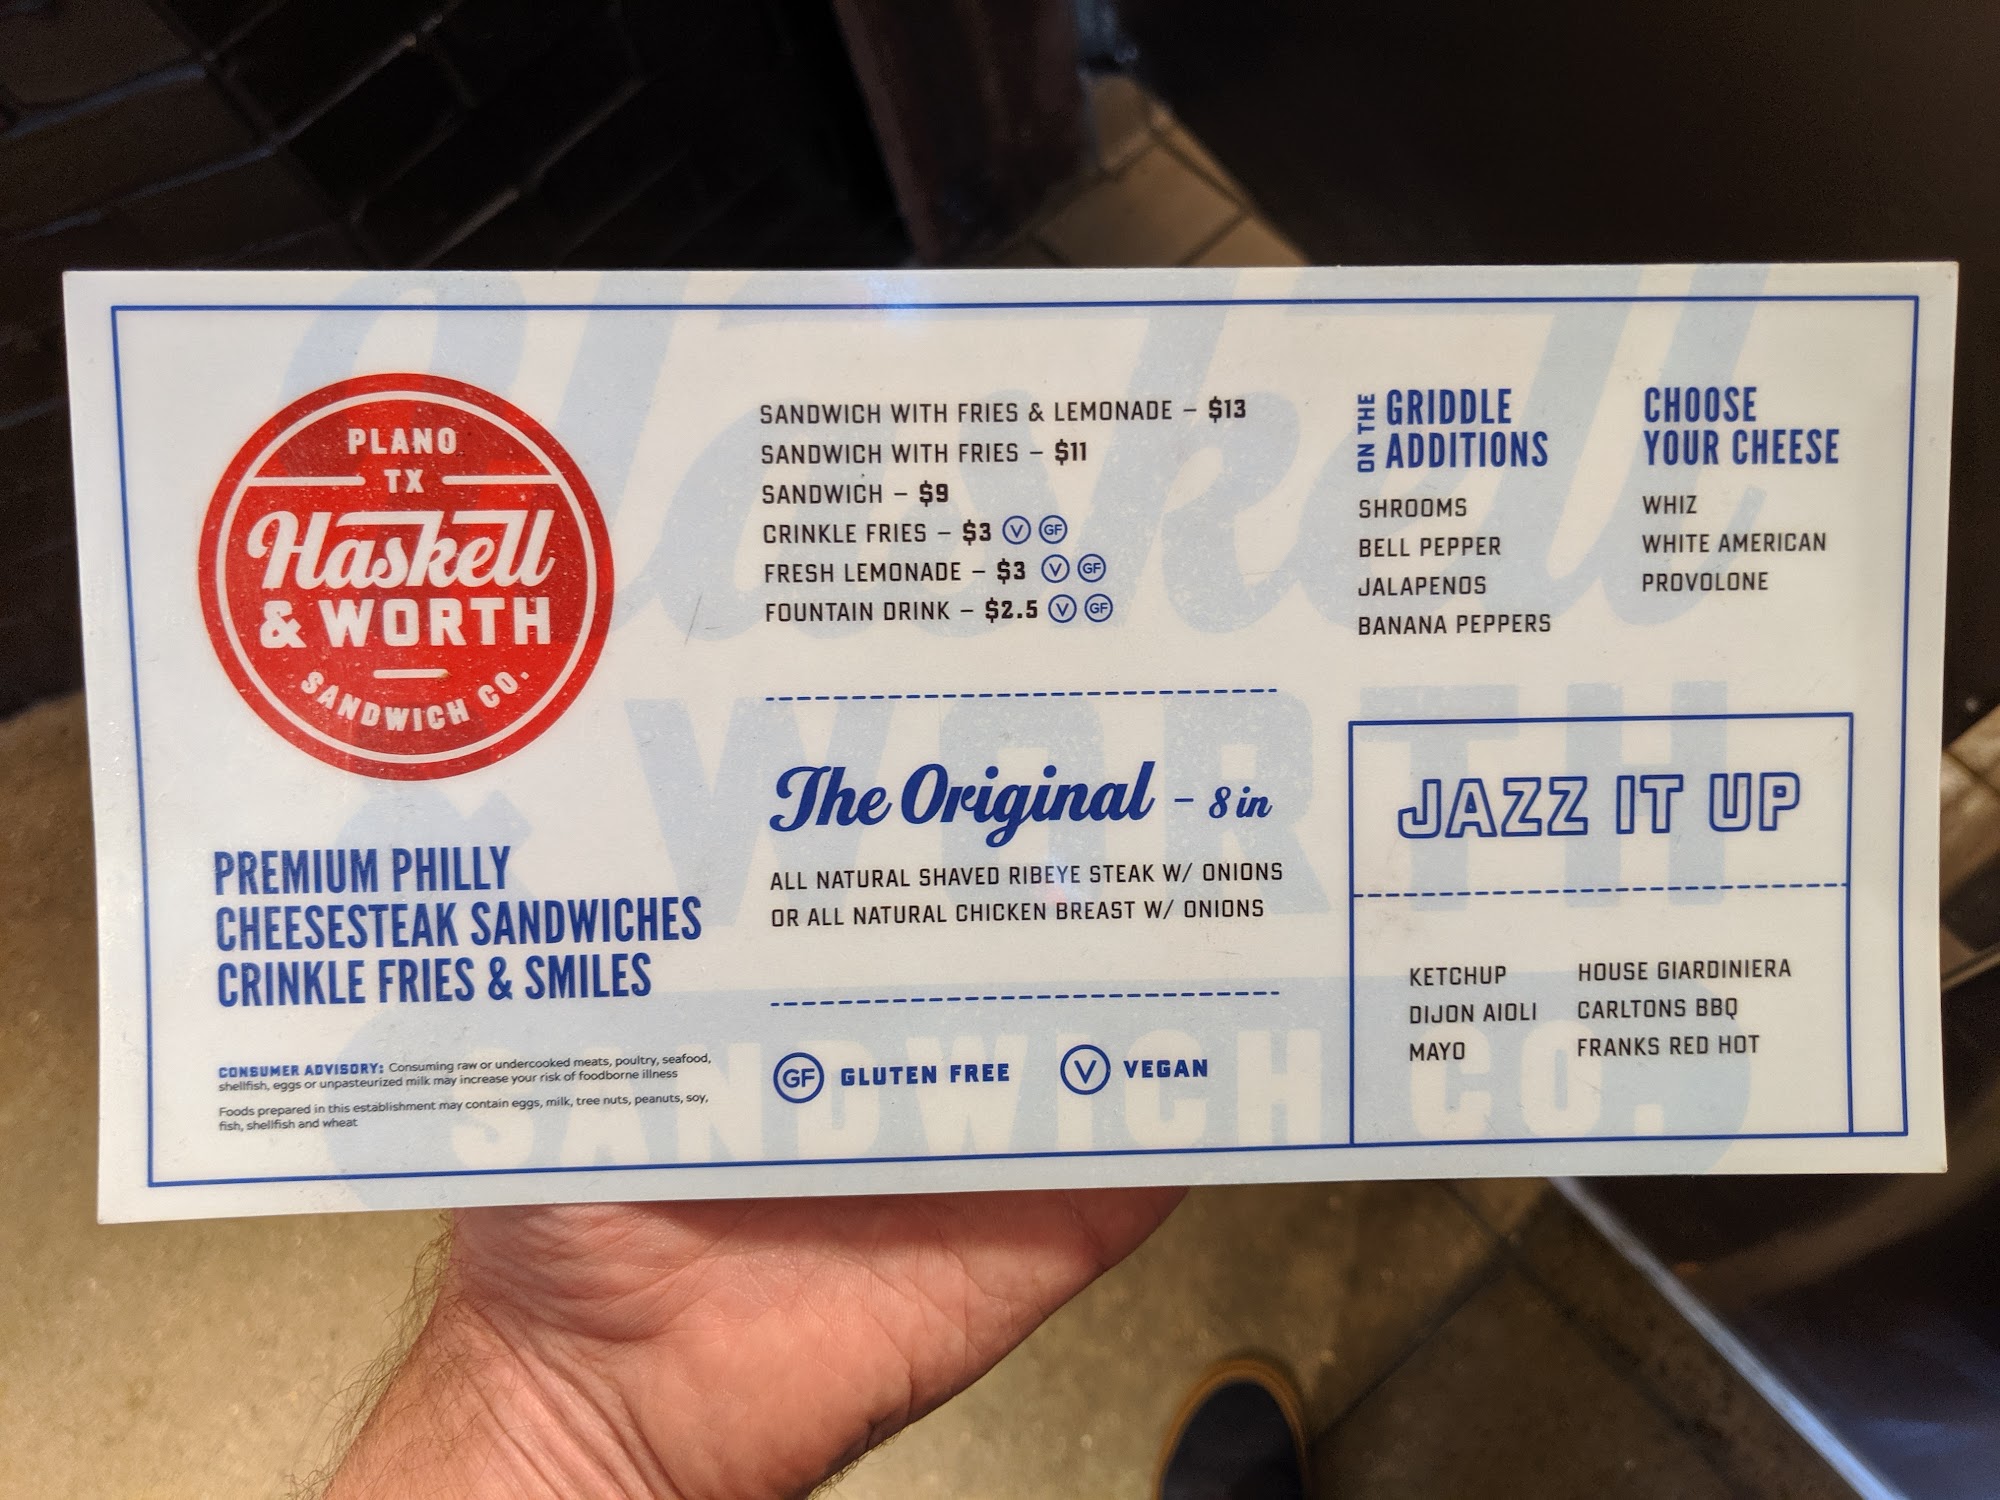 PLANO
TX
Haskell
& WORTH
SANDWICH CO.
PREMIUM PHILLY
CHEESESTEAK SANDWICHES
CRINKLE FRIES & SMILES
CONSUMER ADVISORY: Consuming raw or undercooked meats, poultry, seafood,
shellfish, eggs or unpasteurized milk may increase your risk of foodborne illness
Foods prepared in this establishment may contain eggs, milk, tree nuts, peanuts, soy,
fish, shellfish and wheat
SANDWICH WITH FRIES & LEMONADE – $13
SANDWICH WITH FRIES – $11
SANDWICH – $9
CRINKLE FRIES – $3 V GF
FRESH LEMONADE – $3 V GF
FOUNTAIN DRINK – $2.5 V GF
The Original – 8 in
ALL NATURAL SHAVED RIBEYE STEAK W/ ONIONS
OR ALL NATURAL CHICKEN BREAST W/ ONIONS
GF GLUTEN FREE V VEGAN
ON THE GRIDDLE
ADDITIONS
SHROOMS
BELL PEPPER
JALAPENOS
BANANA PEPPERS
CHOOSE
YOUR CHEESE
WHIZ
WHITE AMERICAN
PROVOLONE
JAZZ IT UP
KETCHUP
DIJON AIOLI
MAYO
HOUSE GIARDINIERA
CARLTONS BBQ
FRANKS RED HOT
Haskell
& WORTH
SANDWICH CO.